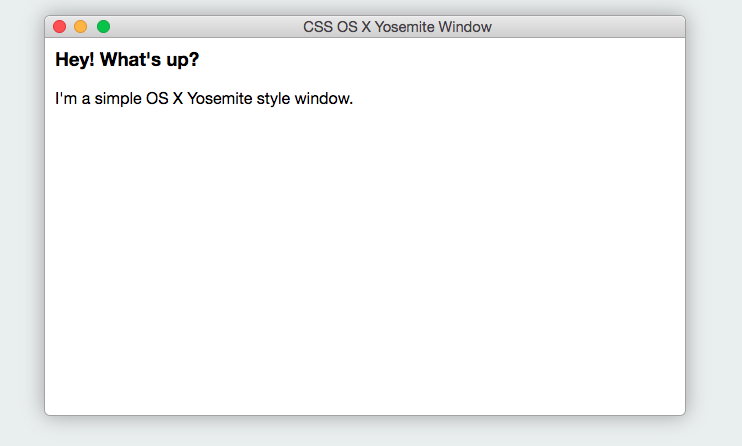 CSS OS X Yosemite Window
Hey! What's up?
I'm a simple OS X Yosemite style window.